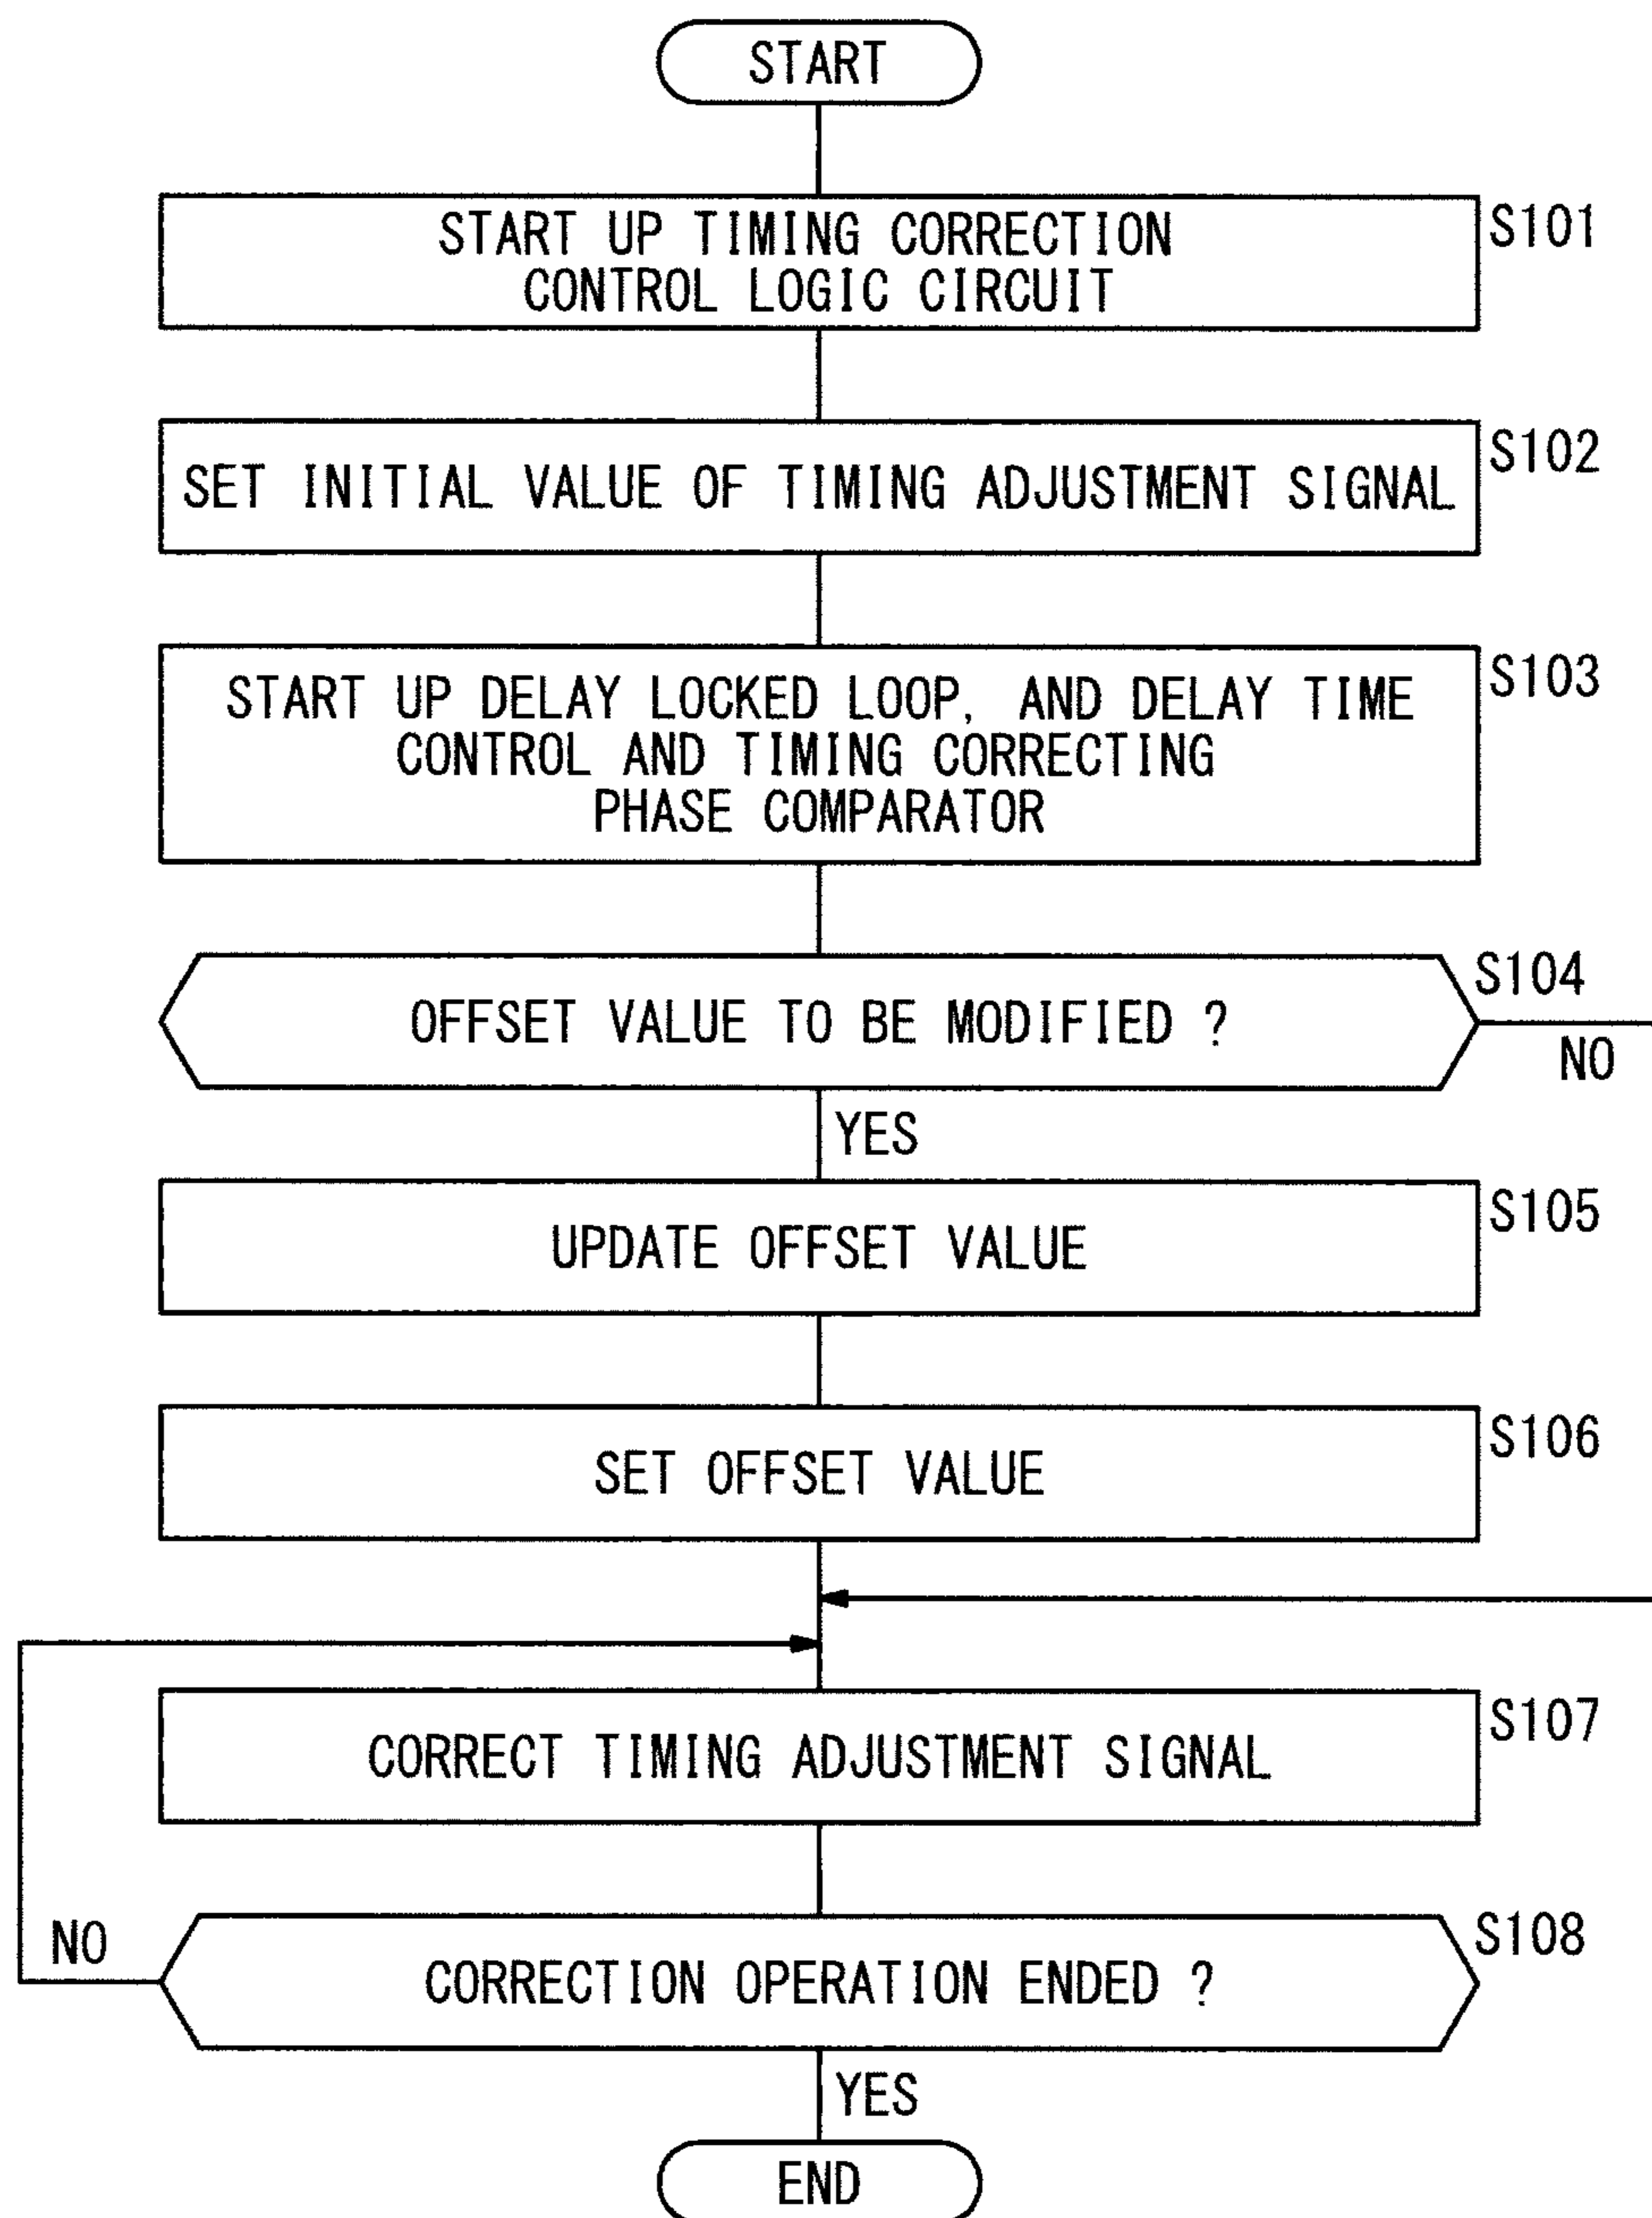 START
START UP TIMING CORRECTION
CONTROL LOGIC CIRCUIT
S101
SET INITIAL VALUE OF TIMING ADJUSTMENT SIGNAL
S102
START UP DELAY LOCKED LOOP, AND DELAY TIME
CONTROL AND TIMING CORRECTING
PHASE COMPARATOR
S103
OFFSET VALUE TO BE MODIFIED ?
S104
NO
YES
UPDATE OFFSET VALUE
S105
SET OFFSET VALUE
S106
CORRECT TIMING ADJUSTMENT SIGNAL
S107
NO
CORRECTION OPERATION ENDED ?
S108
YES
END